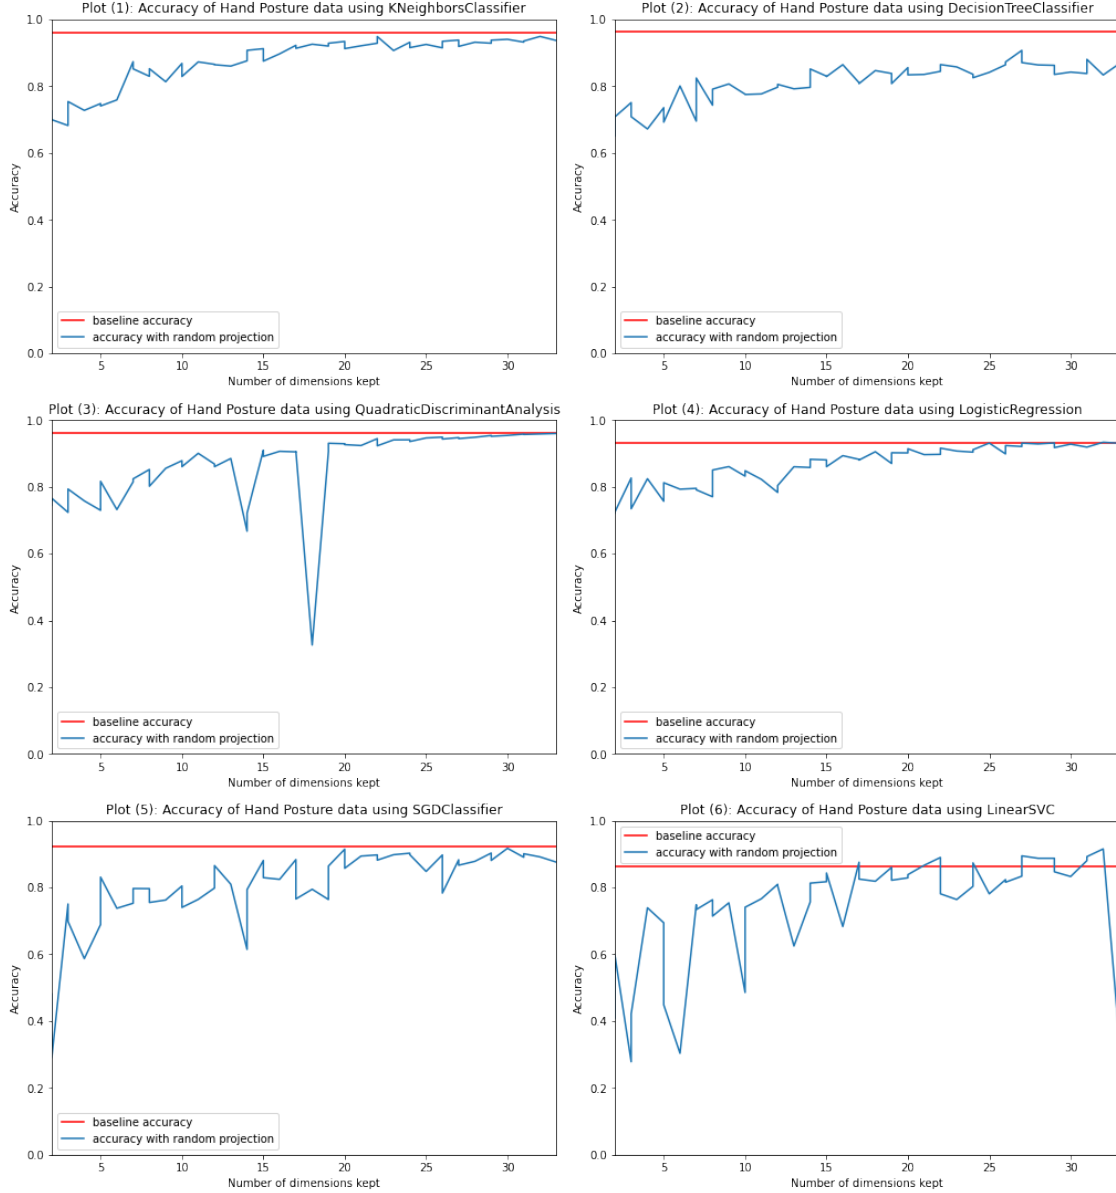 Plot (1): Accuracy of Hand Posture data using KNeighborsClassifier
1.0
0.8
0.6
0.4
0.2
0.0
Accuracy
baseline accuracy
accuracy with random projection
5 10 15 20 25 30
Number of dimensions kept
Plot (2): Accuracy of Hand Posture data using DecisionTreeClassifier
1.0
0.8
0.6
0.4
0.2
0.0
Accuracy
baseline accuracy
accuracy with random projection
5 10 15 20 25 30
Number of dimensions kept
Plot (3): Accuracy of Hand Posture data using QuadraticDiscriminantAnalysis
1.0
0.8
0.6
0.4
0.2
0.0
Accuracy
baseline accuracy
accuracy with random projection
5 10 15 20 25 30
Number of dimensions kept
Plot (4): Accuracy of Hand Posture data using LogisticRegression
1.0
0.8
0.6
0.4
0.2
0.0
Accuracy
baseline accuracy
accuracy with random projection
5 10 15 20 25 30
Number of dimensions kept
Plot (5): Accuracy of Hand Posture data using SGDClassifier
1.0
0.8
0.6
0.4
0.2
0.0
Accuracy
baseline accuracy
accuracy with random projection
5 10 15 20 25 30
Number of dimensions kept
Plot (6): Accuracy of Hand Posture data using LinearSVC
baseline accuracy
accuracy with random projection
1.0
0.8
0.6
0.4
0.2
0.0
Accuracy
5 10 15 20 25 30
Number of dimensions kept